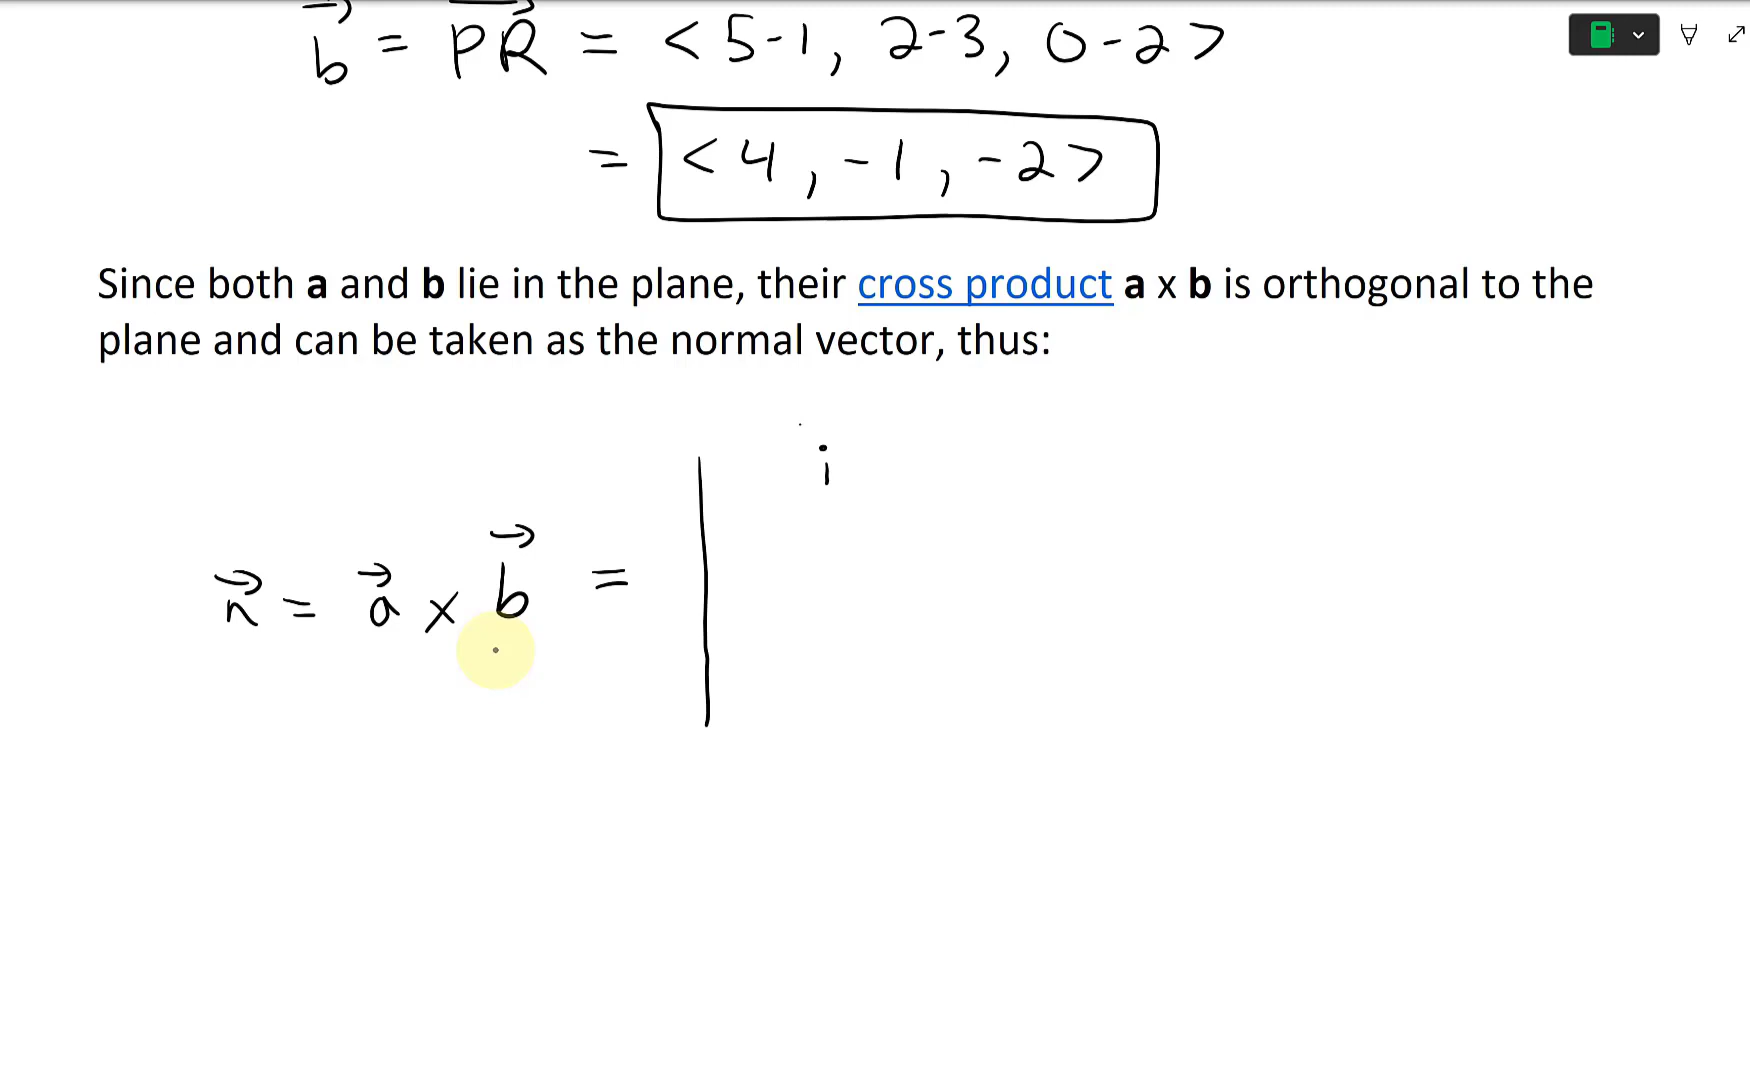 b⃗ = PR⃗ = < 5-1, 2-3, 0-2 >
= < 4, -1, -2 >
Since both a and b lie in the plane, their cross product a x b is orthogonal to the
plane and can be taken as the normal vector, thus:
i
n⃗ = a⃗ x b⃗ = |